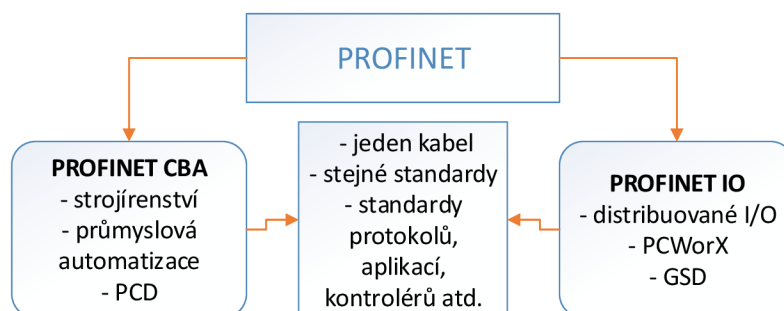 PROFINET
PROFINET CBA
- strojírenství
- průmyslová
automatizace
- PCD
- jeden kabel
- stejné standardy
- standardy
protokolů,
aplikací,
kontrolérů atd.
PROFINET IO
- distribuované I/O
- PCWorX
- GSD